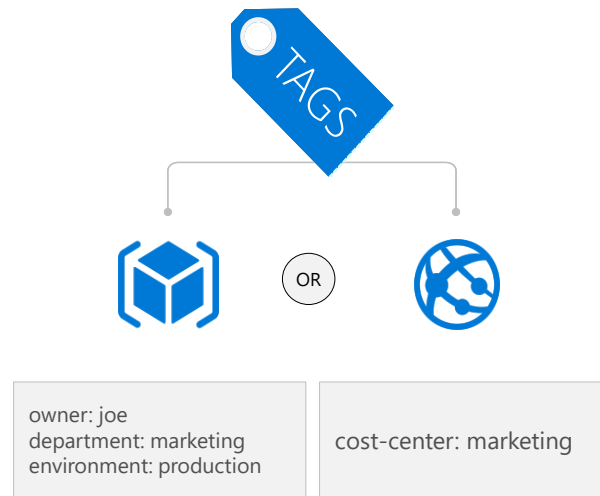 TAGS
OR
owner: joe
department: marketing
environment: production
cost-center: marketing